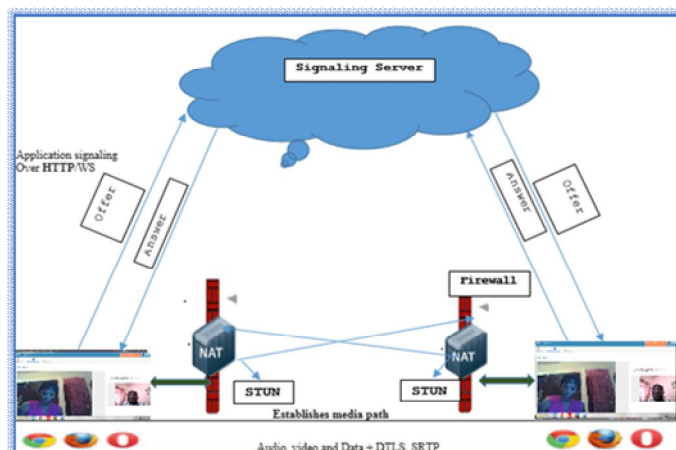 Signaling Server
Application signaling
Over HTTP/WS
Offer
Answer
Answer
Offer
Firewall
NAT
NAT
STUN
STUN
Establishes media path
Audio, video and Data + DTLS, SRTP